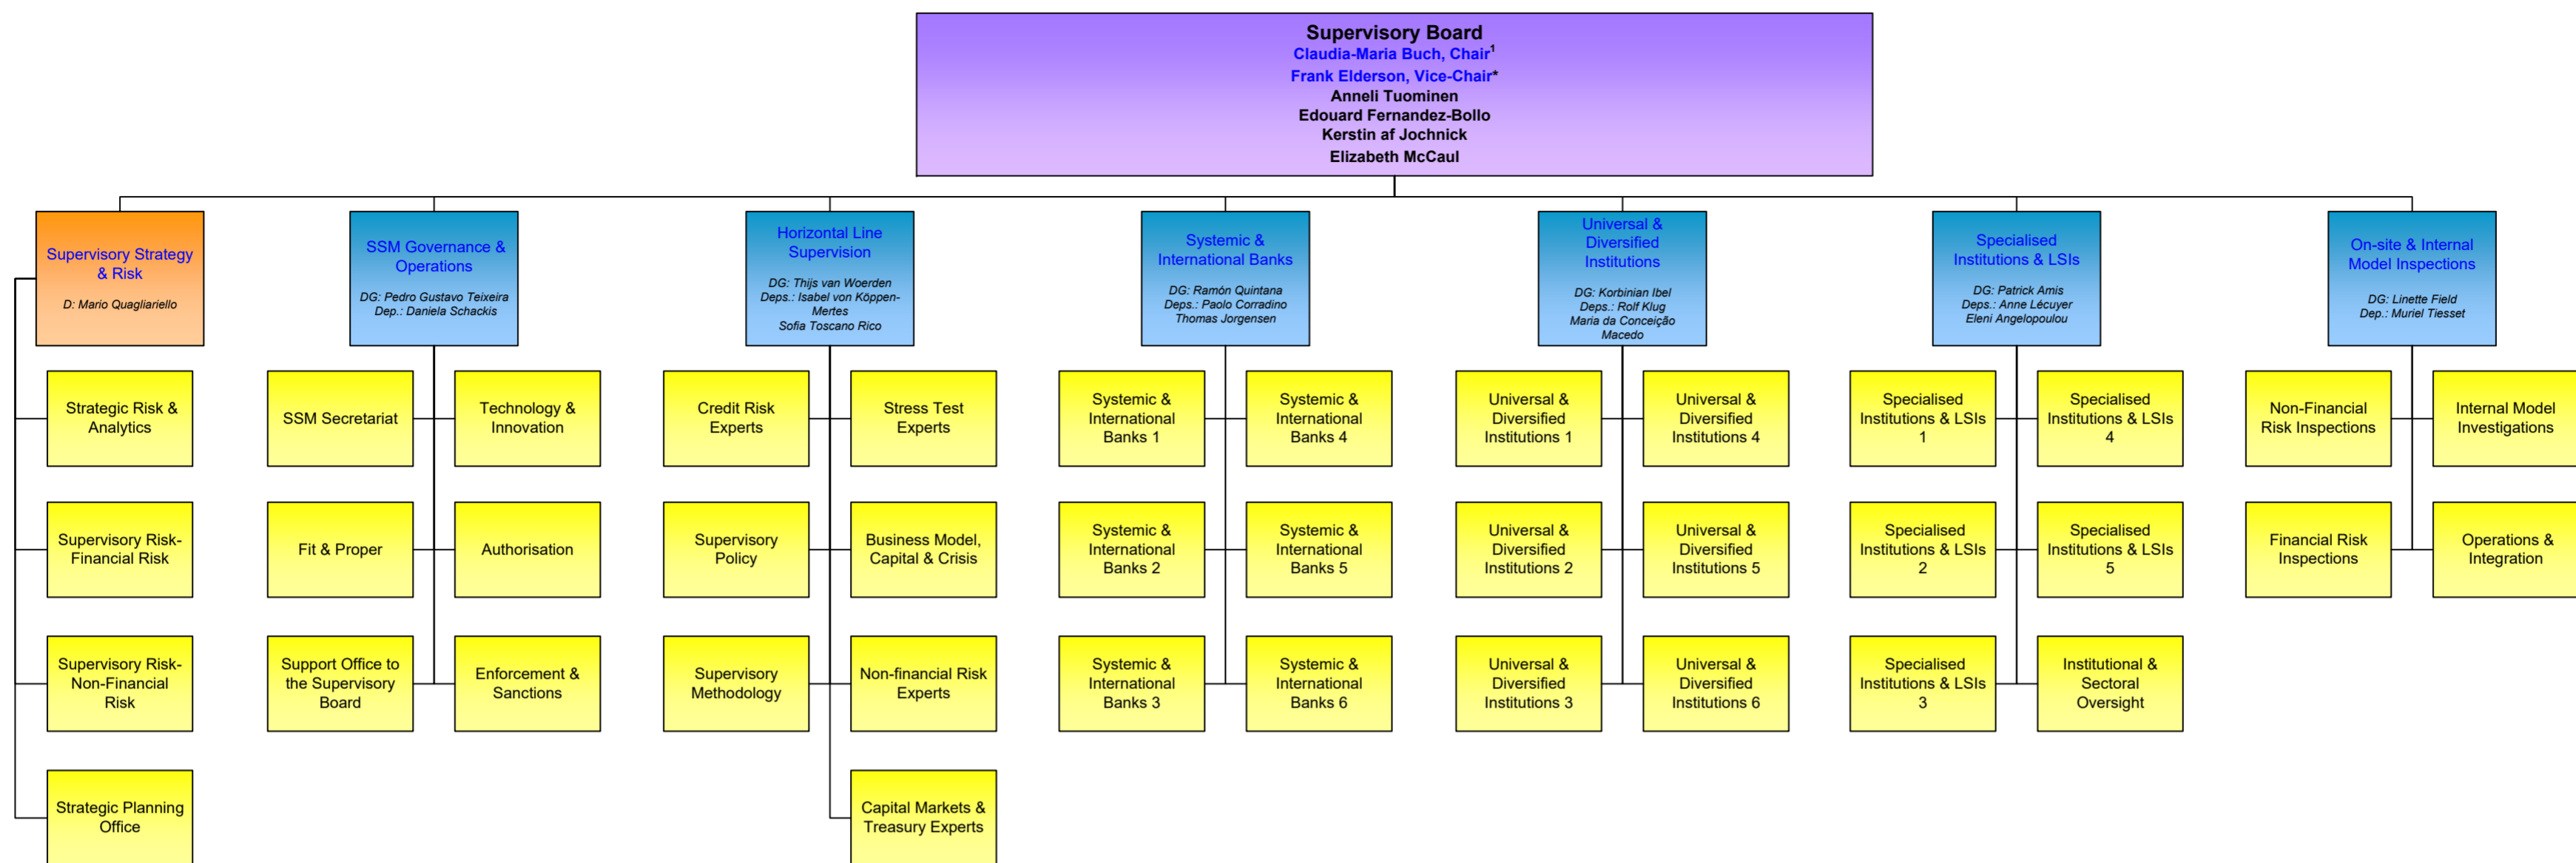 Supervisory Board
Claudia-Maria Buch, Chair¹
Frank Elderson, Vice-Chair*
Anneli Tuominen
Edouard Fernandez-Bollo
Kerstin af Jochnick
Elizabeth McCaul
Supervisory Strategy
& Risk
D: Mario Quagliariello
SSM Governance &
Operations
DG: Pedro Gustavo Teixeira
Dep.: Daniela Schackis
Horizontal Line
Supervision
DG: Thijs van Woerden
Deps.: Isabel von Köppen-
Mertes
Sofia Toscano Rico
Systemic &
International Banks
DG: Ramón Quintana
Deps.: Paolo Corradino
Thomas Jorgensen
Universal &
Diversified
Institutions
DG: Korbinian Ibel
Deps.: Rolf Klug
Maria da Conceição
Macedo
Specialised
Institutions & LSIs
DG: Patrick Amis
Deps.: Anne Lécuyer
Eleni Angelopoulou
On-site & Internal
Model Inspections
DG: Linette Field
Dep.: Muriel Tiesset
Strategic Risk &
Analytics
SSM Secretariat
Technology &
Innovation
Credit Risk
Experts
Stress Test
Experts
Systemic &
International
Banks 1
Systemic &
International
Banks 4
Universal &
Diversified
Institutions 1
Universal &
Diversified
Institutions 4
Specialised
Institutions & LSIs
1
Specialised
Institutions & LSIs
4
Non-Financial
Risk Inspections
Internal Model
Investigations
Supervisory Risk-
Financial Risk
Fit & Proper
Authorisation
Supervisory
Policy
Business Model,
Capital & Crisis
Systemic &
International
Banks 2
Systemic &
International
Banks 5
Universal &
Diversified
Institutions 2
Universal &
Diversified
Institutions 5
Specialised
Institutions & LSIs
2
Specialised
Institutions & LSIs
5
Financial Risk
Inspections
Operations &
Integration
Supervisory Risk-
Non-Financial
Risk
Support Office to
the Supervisory
Board
Enforcement &
Sanctions
Supervisory
Methodology
Non-financial Risk
Experts
Systemic &
International
Banks 3
Systemic &
International
Banks 6
Universal &
Diversified
Institutions 3
Universal &
Diversified
Institutions 6
Specialised
Institutions & LSIs
3
Institutional &
Sectoral
Oversight
Strategic Planning
Office
Capital Markets &
Treasury Experts